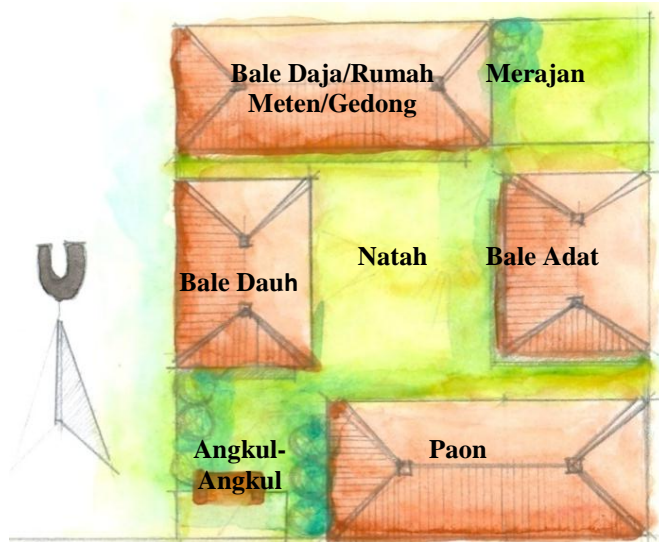 Bale Daja/Rumah
Meten/Gedong
Merajan
U
Bale Dauh
Natah
Bale Adat
Angkul-
Angkul
Paon